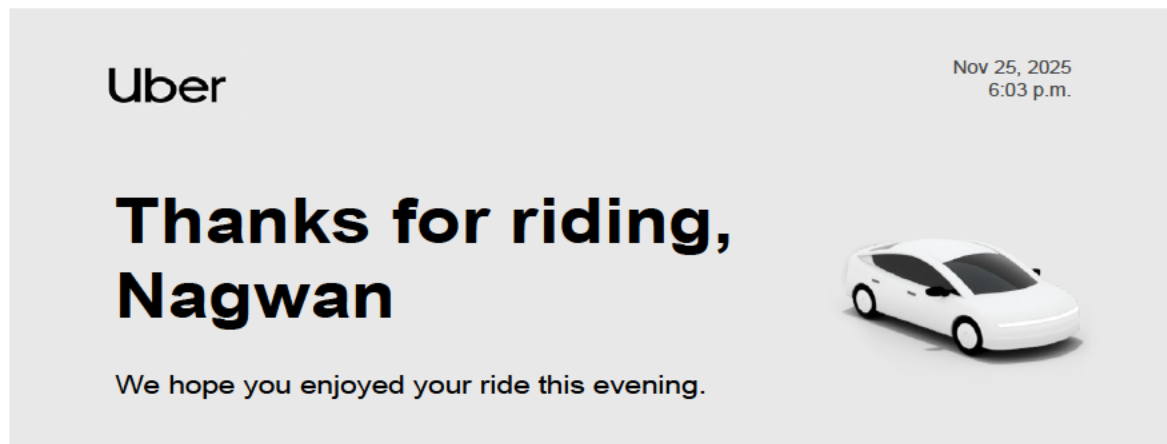 Uber
Nov 25, 2025
6:03 p.m.
Thanks for riding,
Nagwan
We hope you enjoyed your ride this evening.